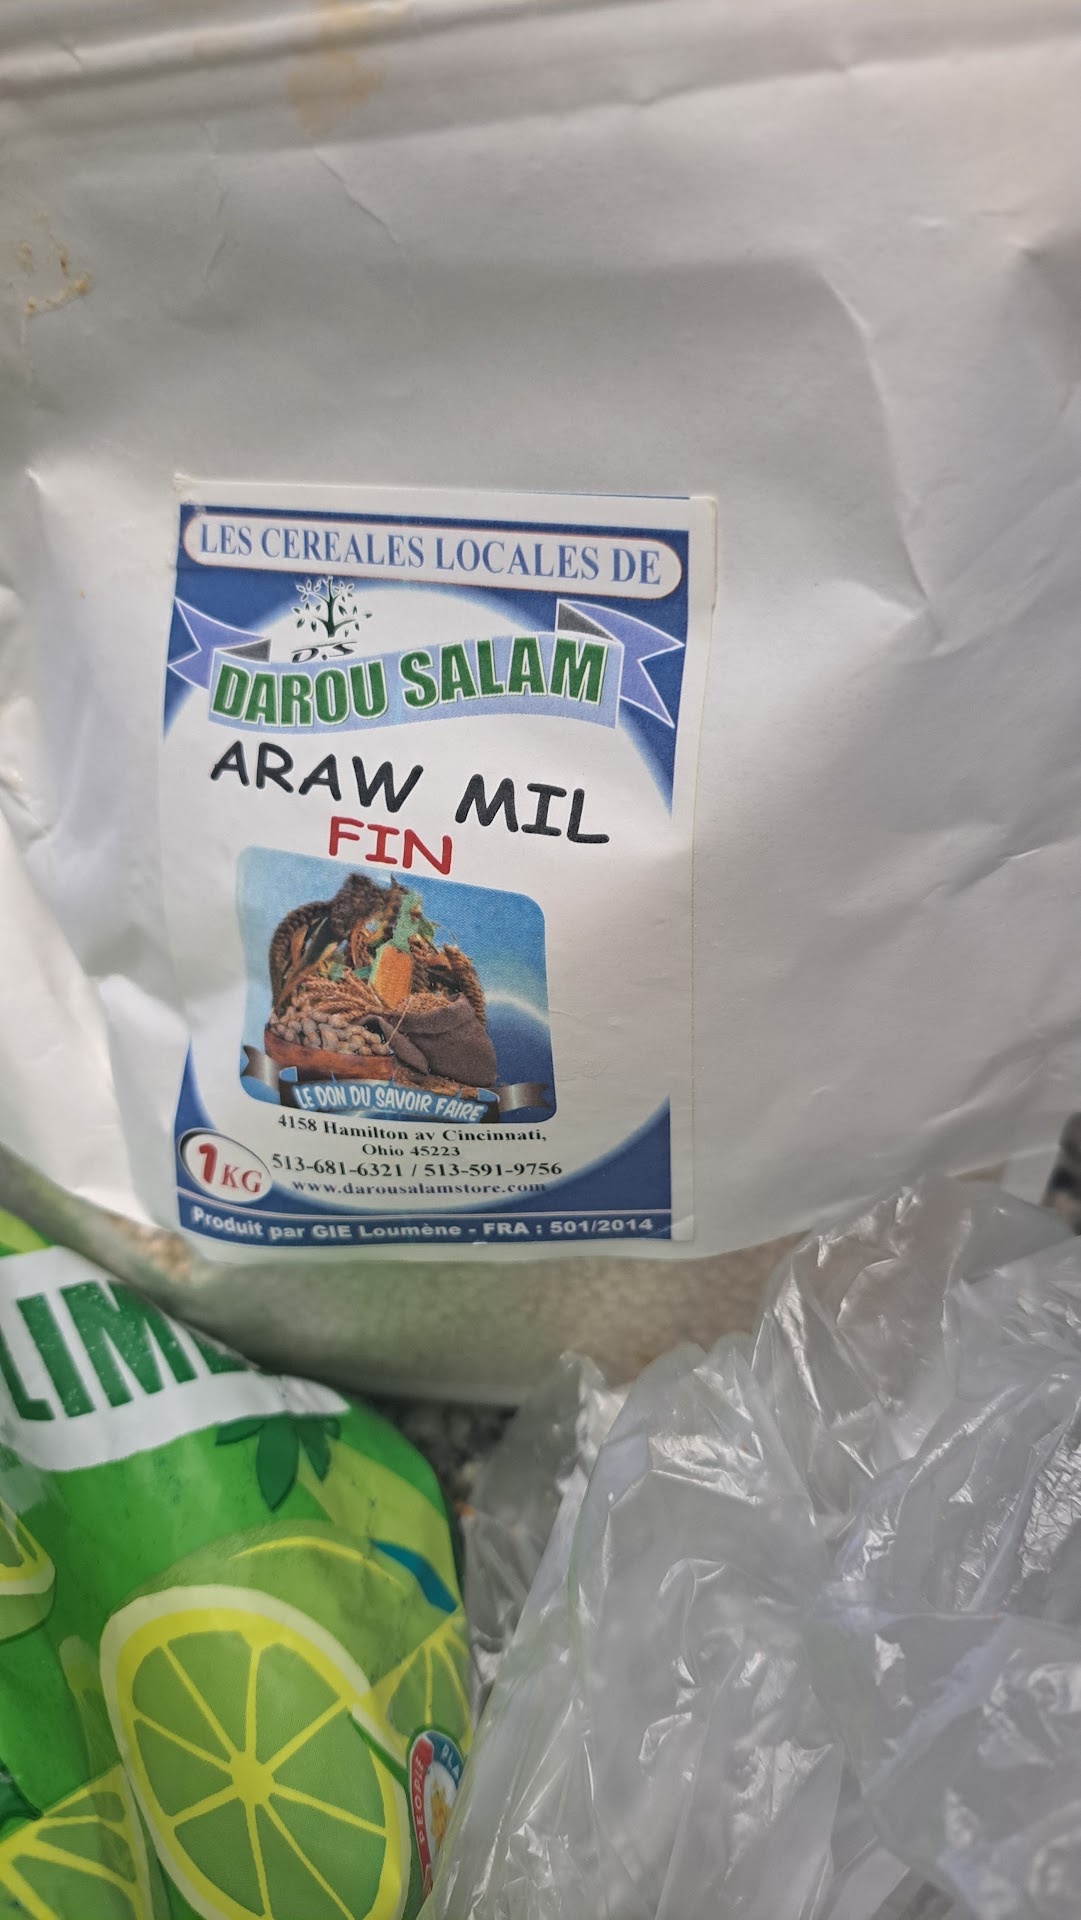 LES CEREALES LOCALES DE
D.S
DAROU SALAM
ARAW MIL
FIN
LE DON DU SAVOIR FAIRE
4158 Hamilton av Cincinnati,
Ohio 45223
513-681-6321 / 513-591-9756
www.darousalamstore.com
1KG
Produit par GIE Loumène - FRA : 501/2014
LIM
PEOPLE
PLA